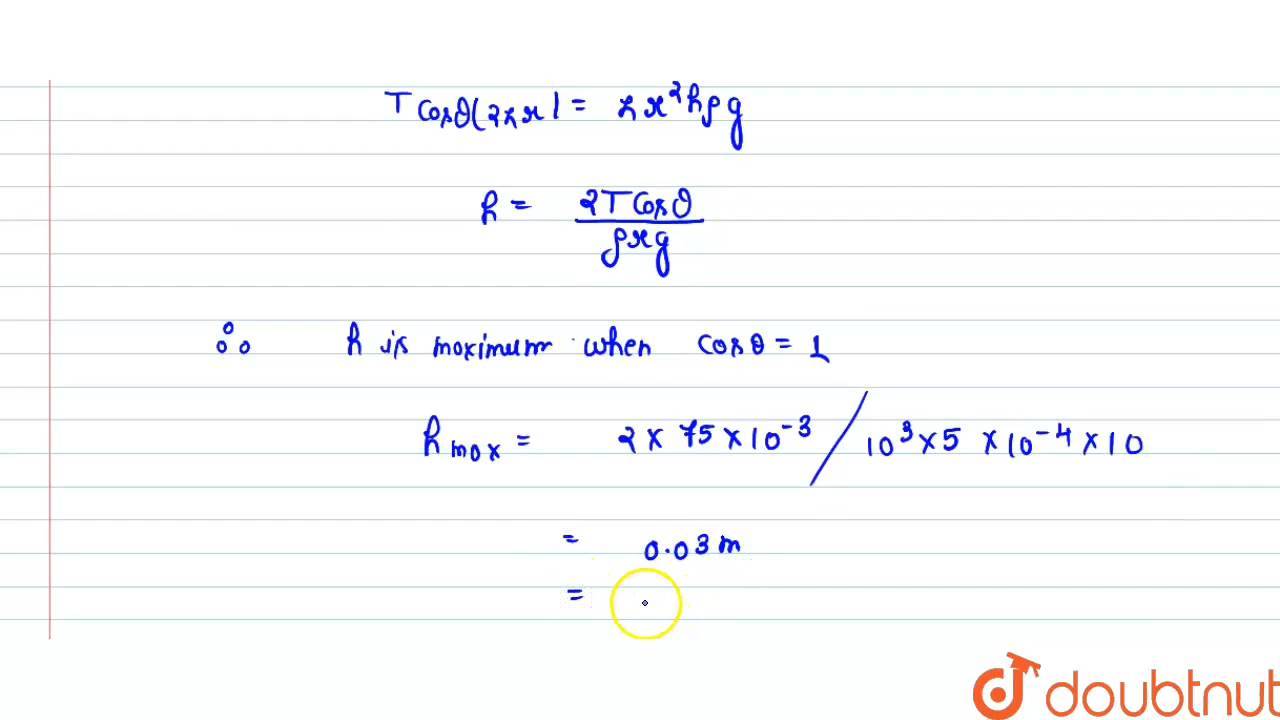 T Cosθ(2πr) = πr²hρg
h = 2T Cosθ / ρrg
∴ h is maximum when cosθ = 1
hmax = 2 × 75 × 10⁻³ / 10³ × 5 × 10⁻⁴ × 10
= 0.03 m
=
doubtnut